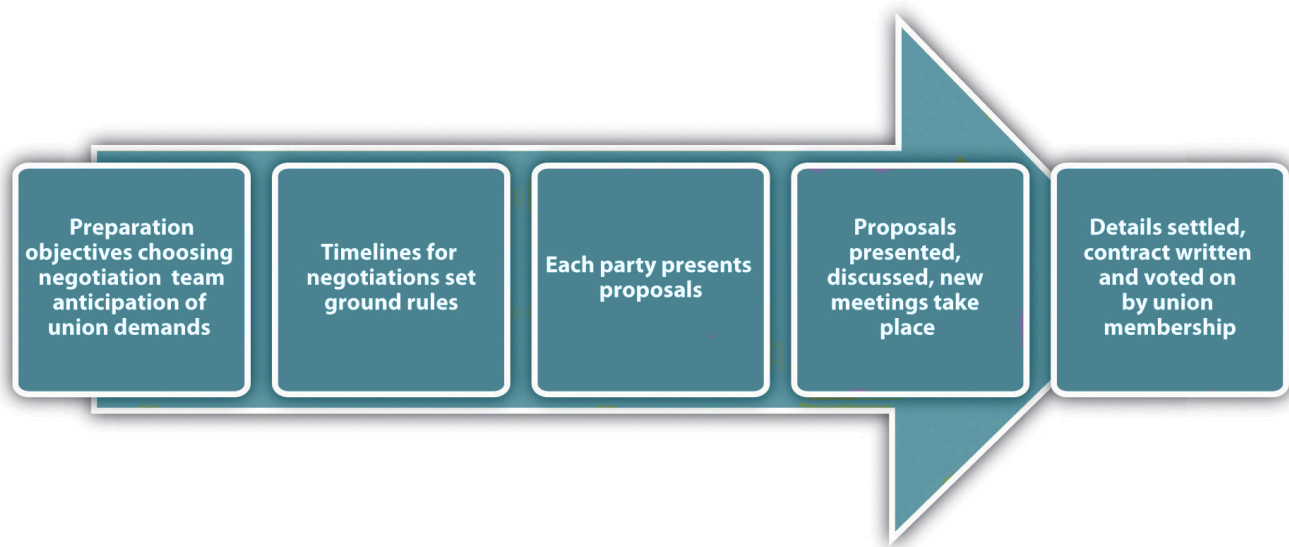 Preparation
objectives choosing
negotiation team
anticipation of
union demands
Timelines for
negotiations set
ground rules
Each party presents
proposals
Proposals
presented,
discussed, new
meetings take
place
Details settled,
contract written
and voted on
by union
membership